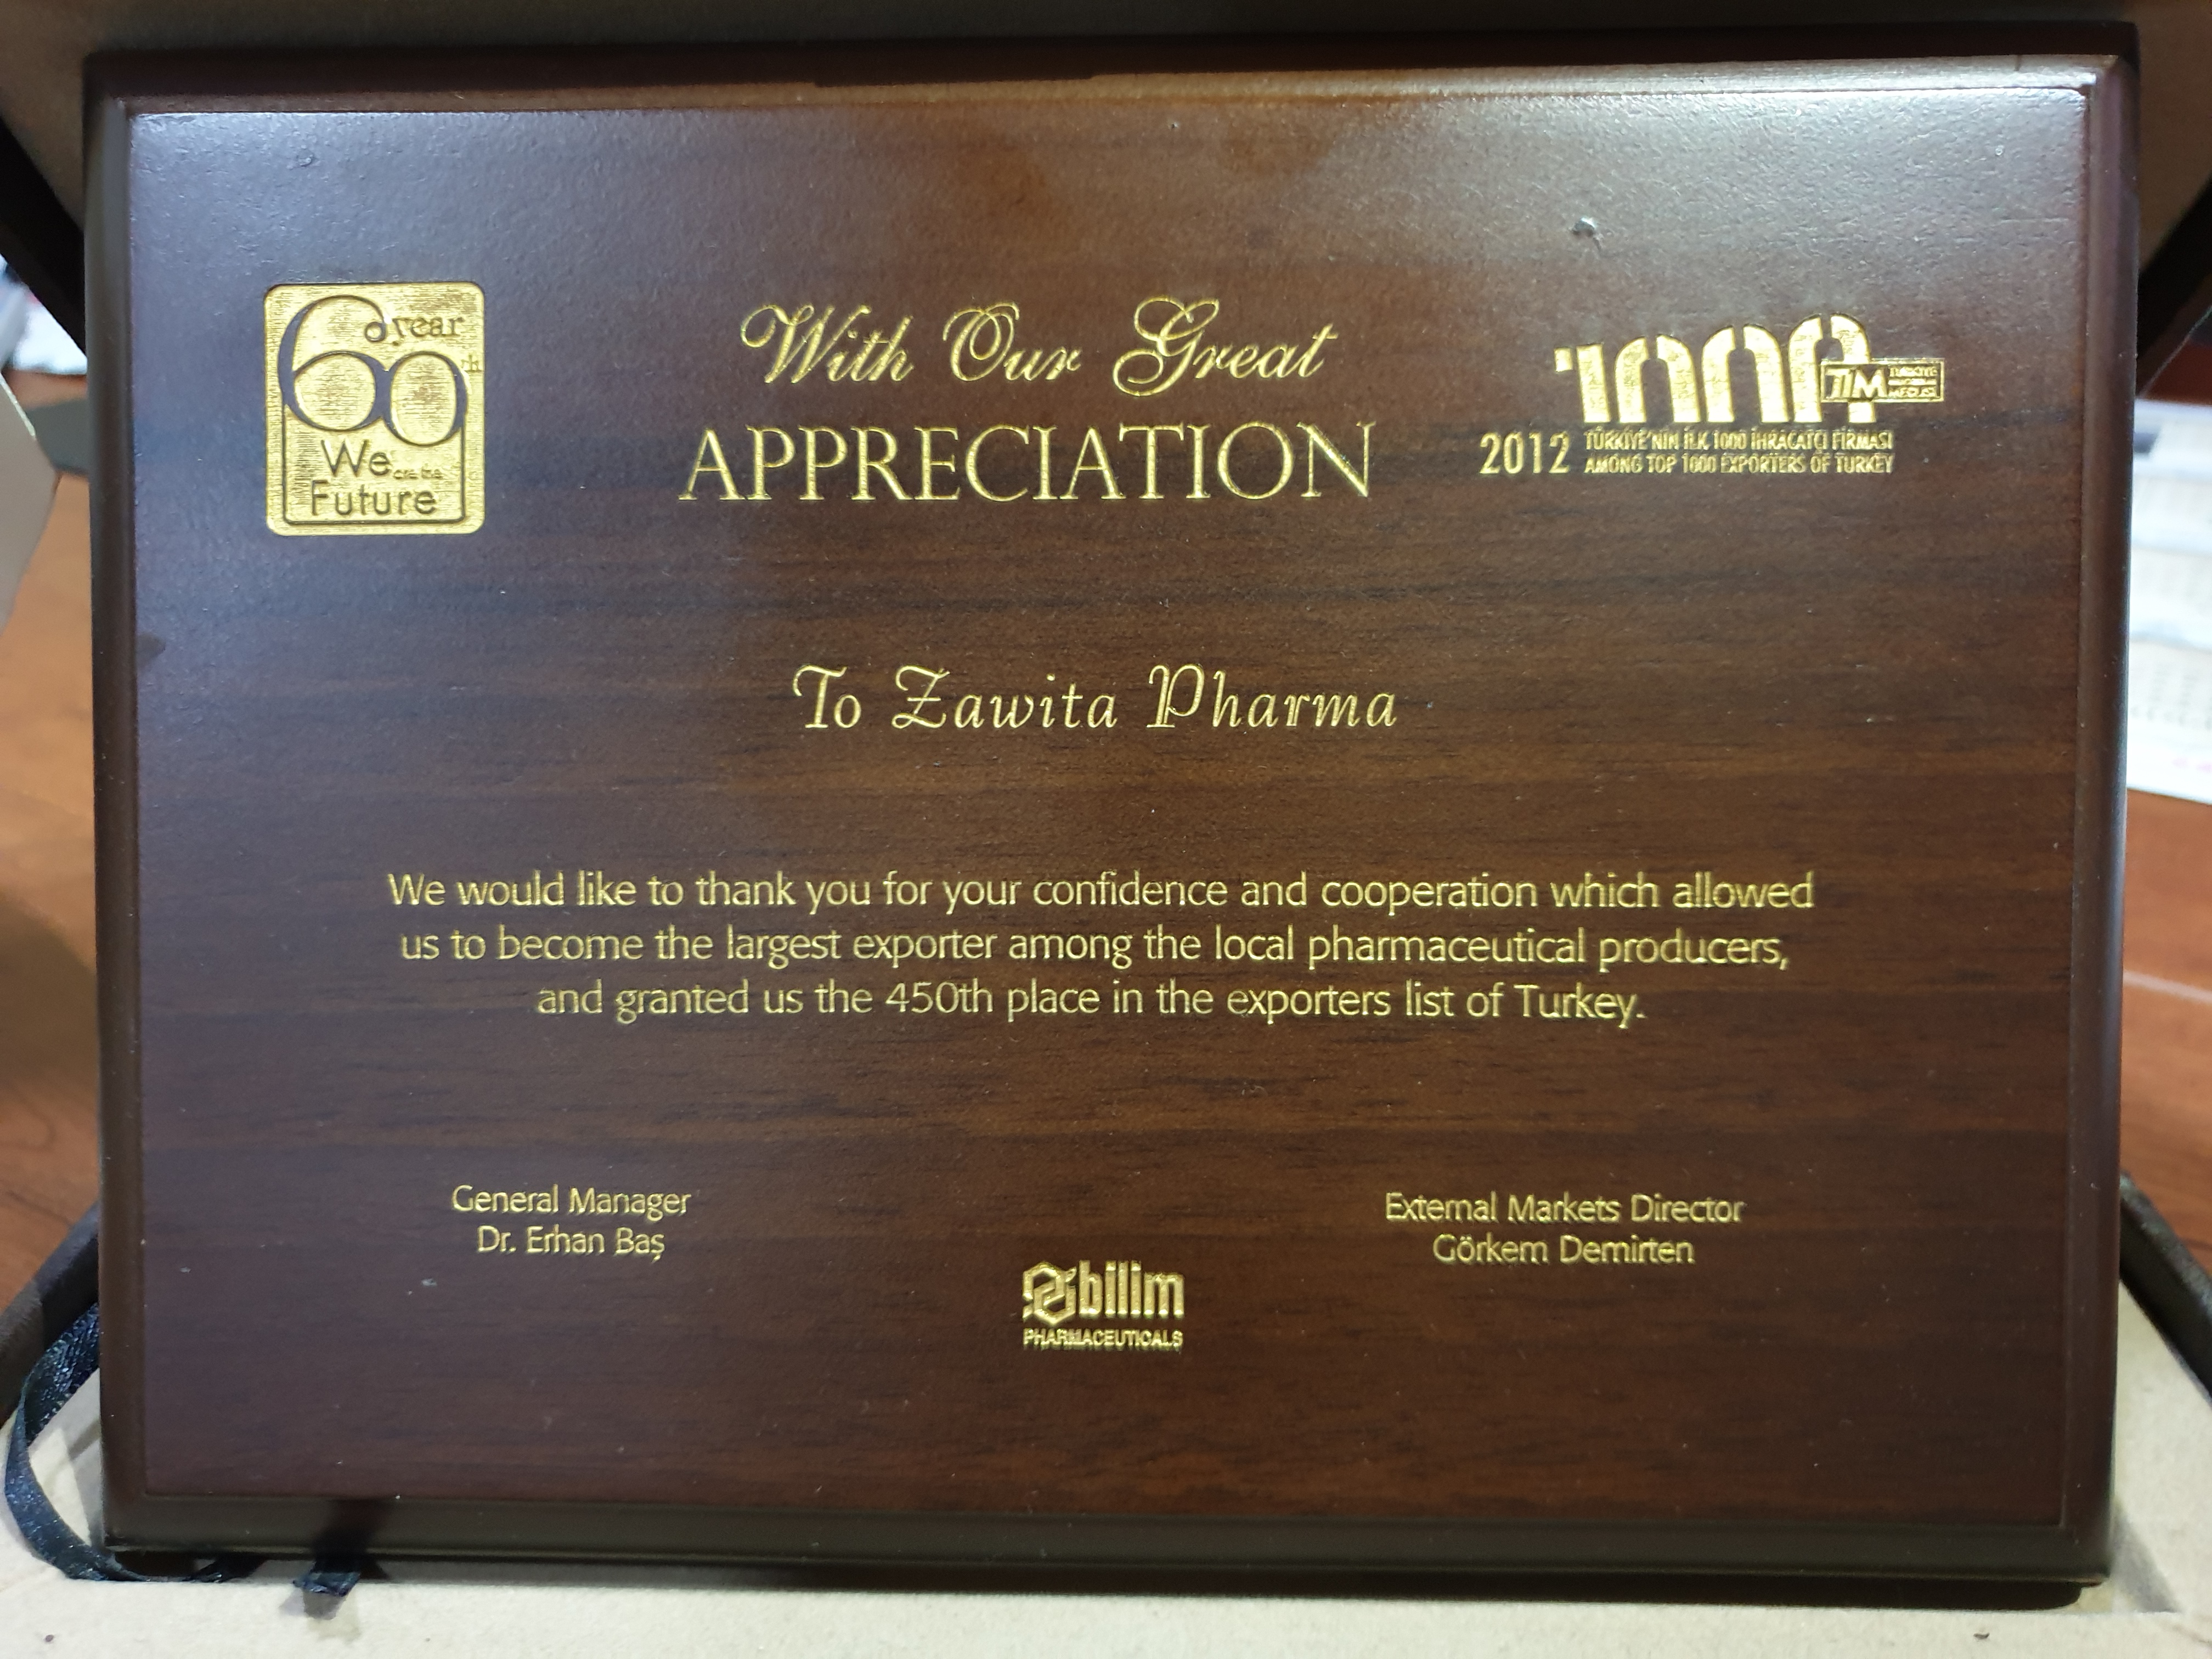 60th year
We are the
Future
With Our Great
APPRECIATION
1000
TİM TÜRKİYE
2012 TÜRKİYE'NİN İLK 1000 İHRACATÇI FİRMASI
AMONG TOP 1000 EXPORTERS OF TURKEY
To Zawita Pharma
We would like to thank you for your confidence and cooperation which allowed
us to become the largest exporter among the local pharmaceutical producers,
and granted us the 450th place in the exporters list of Turkey.
General Manager
Dr. Erhan Baş
External Markets Director
Görkem Demirten
bilim
PHARMACEUTICALS